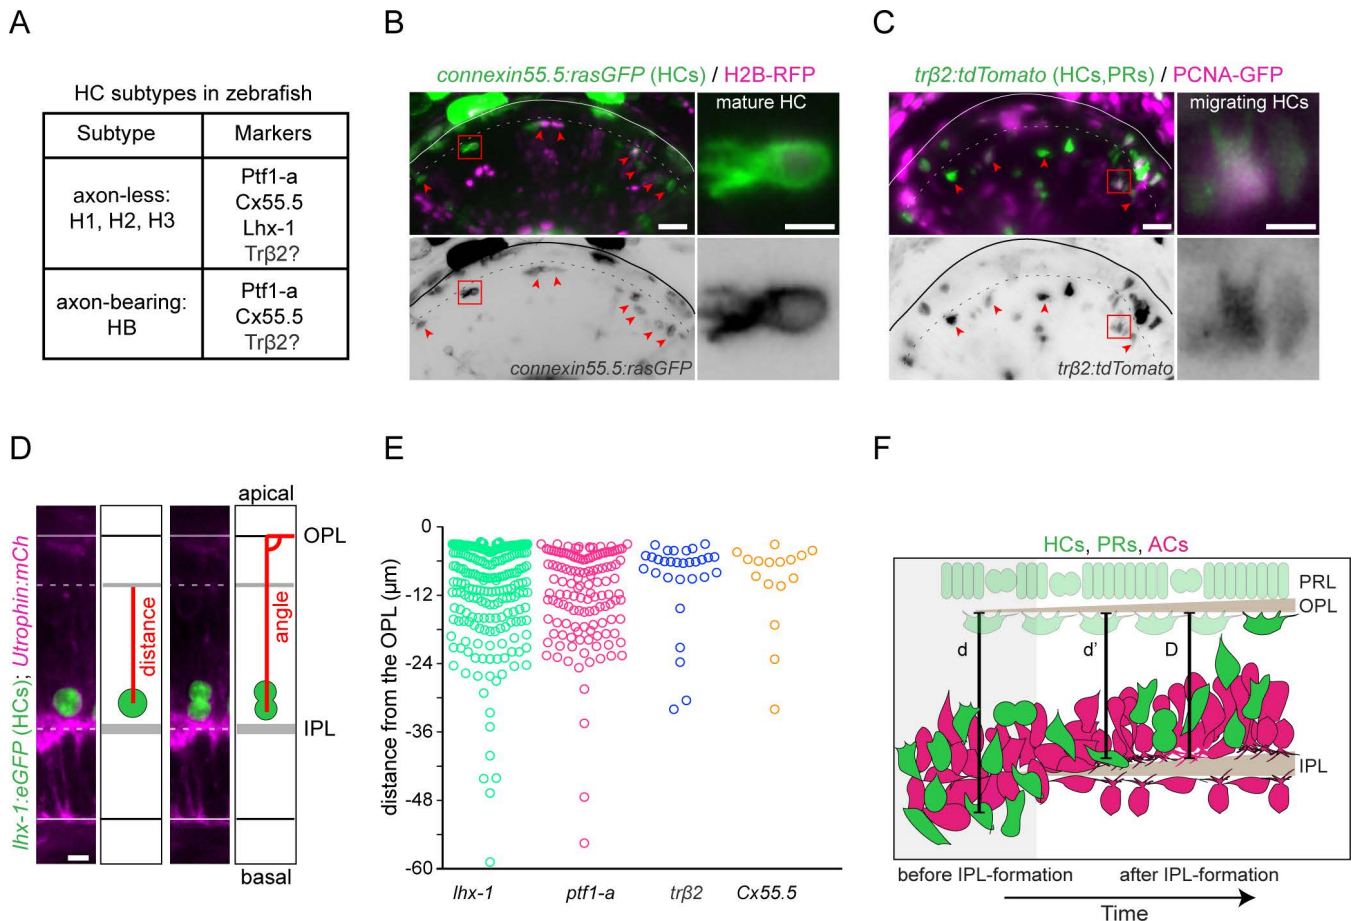 A
HC subtypes in zebrafish
Subtype Markers
axon-less:
H1, H2, H3
Ptf1-a
Cx55.5
Lhx-1
Trβ2?
axon-bearing:
HB
Ptf1-a
Cx55.5
Trβ2?
B
connexin55.5:rasGFP (HCs) / H2B-RFP
mature HC
connexin55.5:rasGFP
C
trβ2:tdTomato (HCs,PRs) / PCNA-GFP
migrating HCs
trβ2:tdTomato
D
lhx-1:eGFP (HCs); Utrophin:mCh
apical
OPL
distance
angle
IPL
basal
E
distance from the OPL (µm)
0
-12
-24
-36
-48
-60
lhx-1 ptf1-a trβ2 Cx55.5
F
HCs, PRs, ACs
PRL
OPL
d d' D
IPL
before IPL-formation after IPL-formation
Time